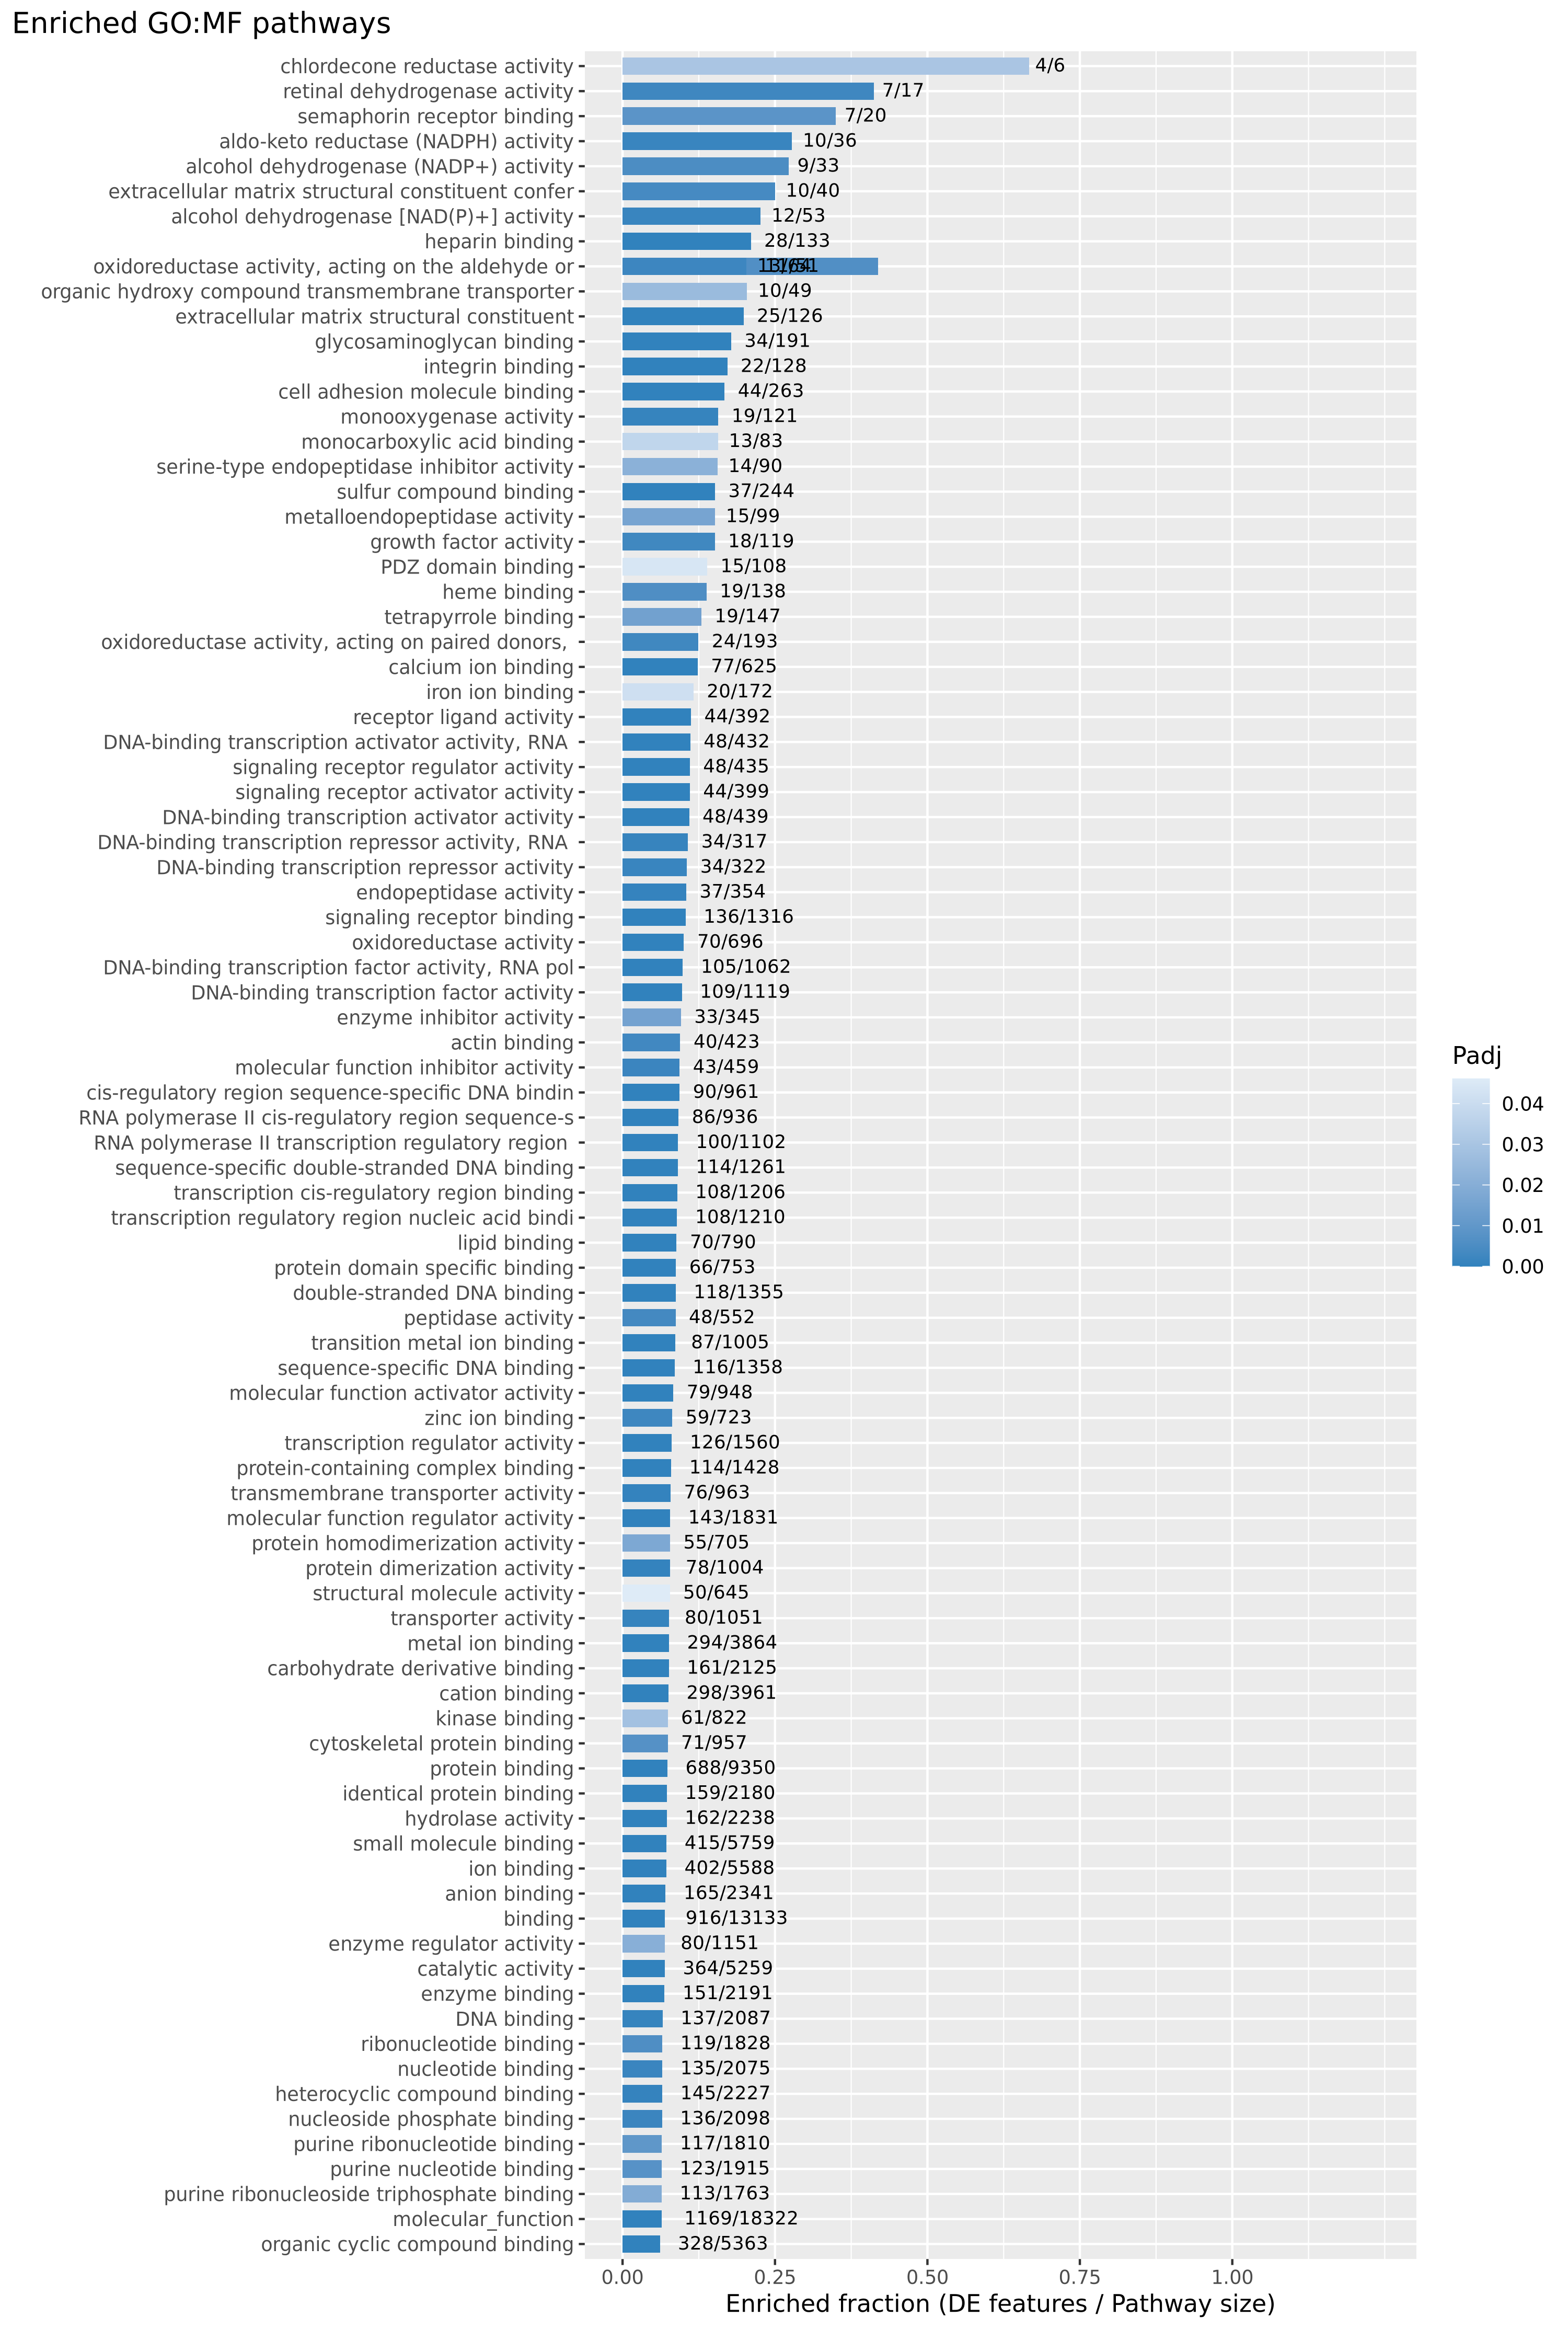 Enriched GO:MF pathways
chlordecone reductase activity 4/6
retinal dehydrogenase activity 7/17
semaphorin receptor binding 7/20
aldo-keto reductase (NADPH) activity 10/36
alcohol dehydrogenase (NADP+) activity 9/33
extracellular matrix structural constituent confer 10/40
alcohol dehydrogenase [NAD(P)+] activity 12/53
heparin binding 28/133
oxidoreductase activity, acting on the aldehyde or
organic hydroxy compound transmembrane transporter 10/49
extracellular matrix structural constituent 25/126
glycosaminoglycan binding 34/191
integrin binding 22/128
cell adhesion molecule binding 44/263
monooxygenase activity 19/121
monocarboxylic acid binding 13/83
serine-type endopeptidase inhibitor activity 14/90
sulfur compound binding 37/244
metalloendopeptidase activity 15/99
growth factor activity 18/119
PDZ domain binding 15/108
heme binding 19/138
tetrapyrrole binding 19/147
oxidoreductase activity, acting on paired donors, 24/193
calcium ion binding 77/625
iron ion binding 20/172
receptor ligand activity 44/392
DNA-binding transcription activator activity, RNA 48/432
signaling receptor regulator activity 48/435
signaling receptor activator activity 44/399
DNA-binding transcription activator activity 48/439
DNA-binding transcription repressor activity, RNA 34/317
DNA-binding transcription repressor activity 34/322
endopeptidase activity 37/354
signaling receptor binding 136/1316
oxidoreductase activity 70/696
DNA-binding transcription factor activity, RNA pol 105/1062
DNA-binding transcription factor activity 109/1119
enzyme inhibitor activity 33/345
actin binding 40/423
molecular function inhibitor activity 43/459
cis-regulatory region sequence-specific DNA bindin 90/961
RNA polymerase II cis-regulatory region sequence-s 86/936
RNA polymerase II transcription regulatory region 100/1102
sequence-specific double-stranded DNA binding 114/1261
transcription cis-regulatory region binding 108/1206
transcription regulatory region nucleic acid bindi 108/1210
lipid binding 70/790
protein domain specific binding 66/753
double-stranded DNA binding 118/1355
peptidase activity 48/552
transition metal ion binding 87/1005
sequence-specific DNA binding 116/1358
molecular function activator activity 79/948
zinc ion binding 59/723
transcription regulator activity 126/1560
protein-containing complex binding 114/1428
transmembrane transporter activity 76/963
molecular function regulator activity 143/1831
protein homodimerization activity 55/705
protein dimerization activity 78/1004
structural molecule activity 50/645
transporter activity 80/1051
metal ion binding 294/3864
carbohydrate derivative binding 161/2125
cation binding 298/3961
kinase binding 61/822
cytoskeletal protein binding 71/957
protein binding 688/9350
identical protein binding 159/2180
hydrolase activity 162/2238
small molecule binding 415/5759
ion binding 402/5588
anion binding 165/2341
binding 916/13133
enzyme regulator activity 80/1151
catalytic activity 364/5259
enzyme binding 151/2191
DNA binding 137/2087
ribonucleotide binding 119/1828
nucleotide binding 135/2075
heterocyclic compound binding 145/2227
nucleoside phosphate binding 136/2098
purine ribonucleotide binding 117/1810
purine nucleotide binding 123/1915
purine ribonucleoside triphosphate binding 113/1763
molecular_function 1169/18322
organic cyclic compound binding 328/5363
0.00 0.25 0.50 0.75 1.00
Enriched fraction (DE features / Pathway size)
Padj
0.04
0.03
0.02
0.01
0.00